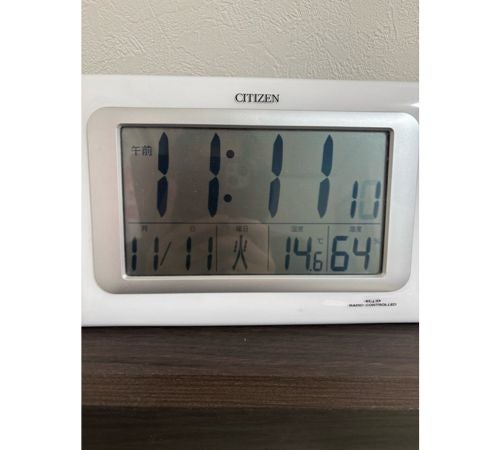 CITIZEN
午前 11:11 11
月 日 曜日 温度 湿度
11/11 火 14.6 ℃ 64 %
RADIO CONTROLLED